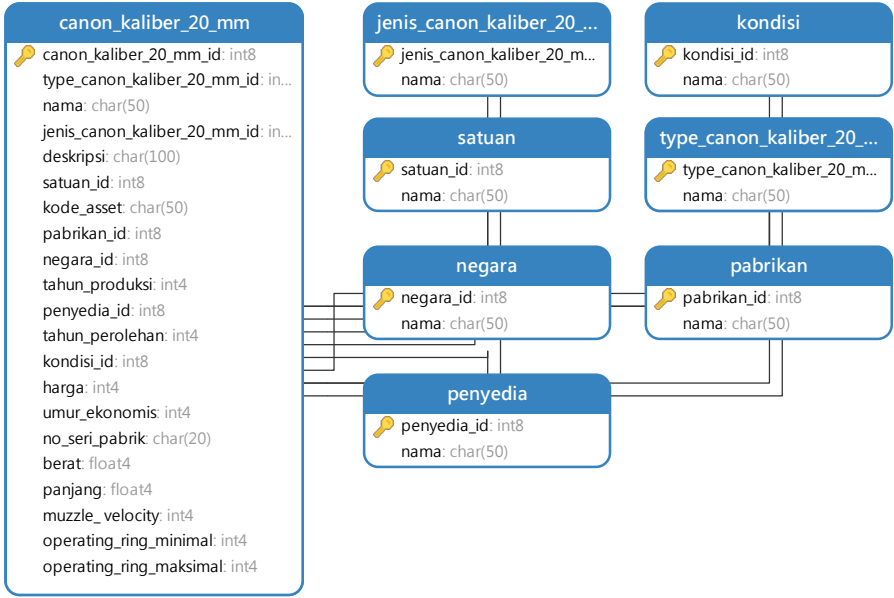 canon_kaliber_20_mm
canon_kaliber_20_mm_id: int8
type_canon_kaliber_20_mm_id: in...
nama: char(50)
jenis_canon_kaliber_20_mm_id: in...
deskripsi: char(100)
satuan_id: int8
kode_asset: char(50)
pabrikan_id: int8
negara_id: int8
tahun_produksi: int4
penyedia_id: int8
tahun_perolehan: int4
kondisi_id: int8
harga: int4
umur_ekonomis: int4
no_seri_pabrik: char(20)
berat: float4
panjang: float4
muzzle_ velocity: int4
operating_ring_minimal: int4
operating_ring_maksimal: int4
jenis_canon_kaliber_20_...
jenis_canon_kaliber_20_m...
nama: char(50)
kondisi
kondisi_id: int8
nama: char(50)
satuan
satuan_id: int8
nama: char(50)
type_canon_kaliber_20_...
type_canon_kaliber_20_m...
nama: char(50)
negara
negara_id: int8
nama: char(50)
pabrikan
pabrikan_id: int8
nama: char(50)
penyedia
penyedia_id: int8
nama: char(50)